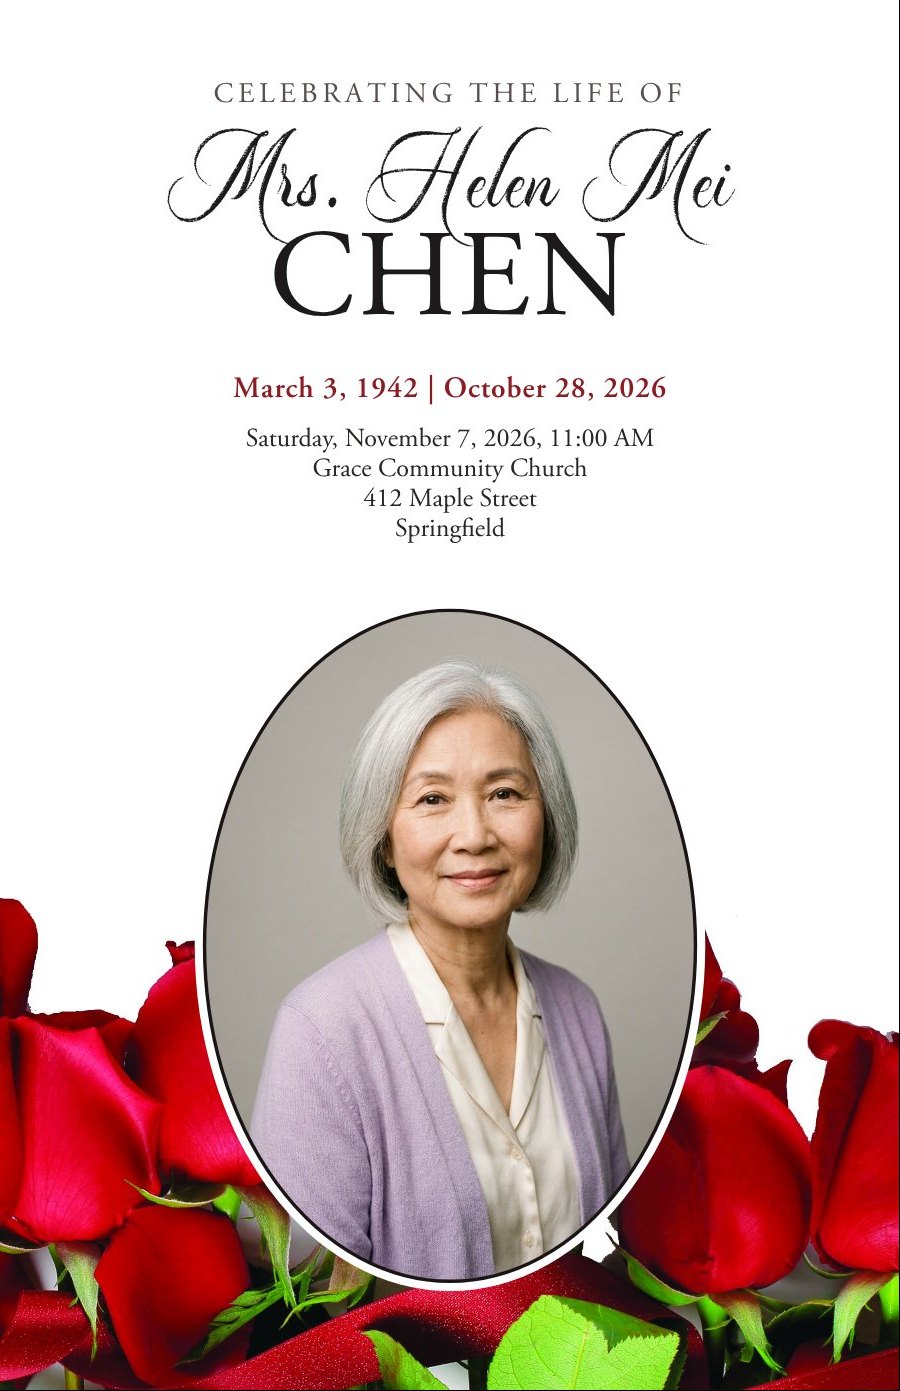 CELEBRATING THE LIFE OF
Mrs. Helen Mei
CHEN
March 3, 1942 | October 28, 2026
Saturday, November 7, 2026, 11:00 AM
Grace Community Church
412 Maple Street
Springfield